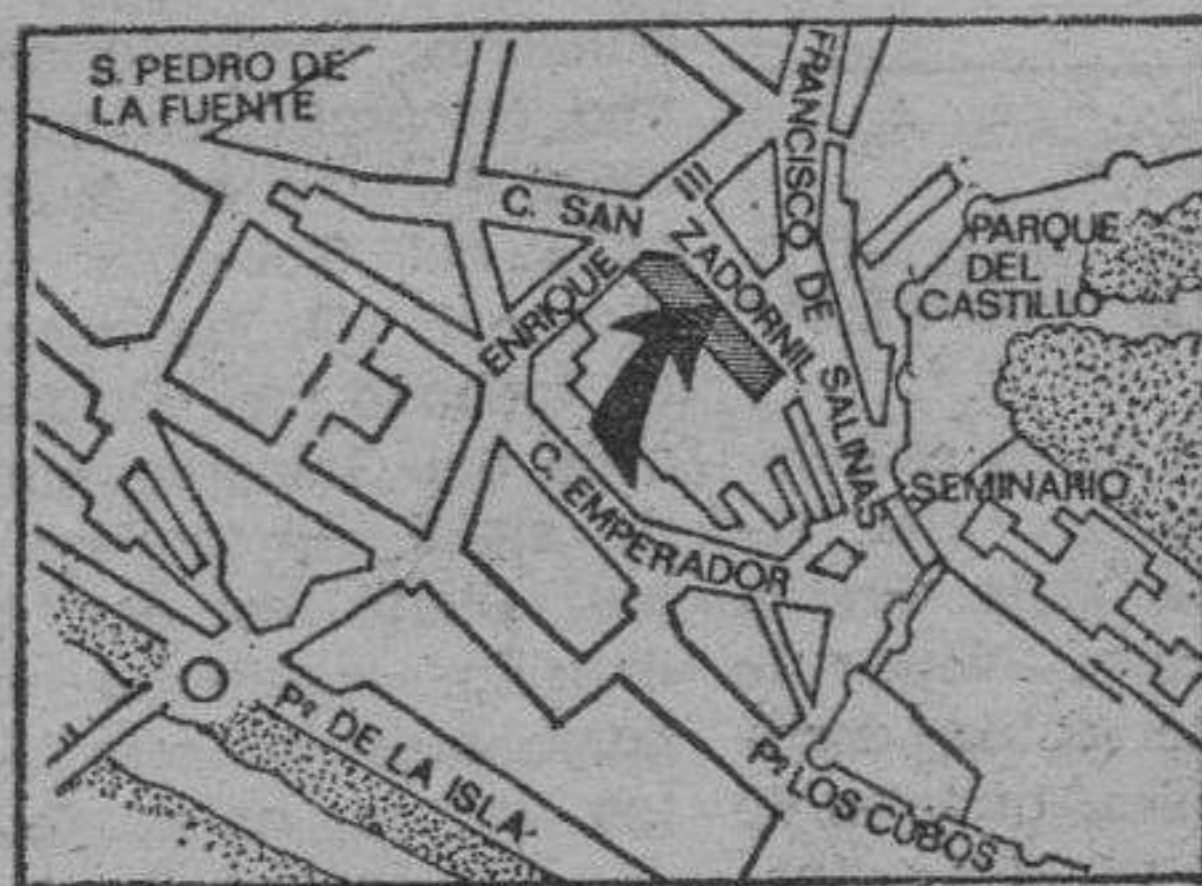 S. PEDRO DE
LA FUENTE
FRANCISCO DE SALINAS
C. SAN ZADORNIL
ENRIQUE III
PARQUE
DEL
CASTILLO
SEMINARIO
C. EMPERADOR
Pº DE LA ISLA
Pº LOS CUBOS